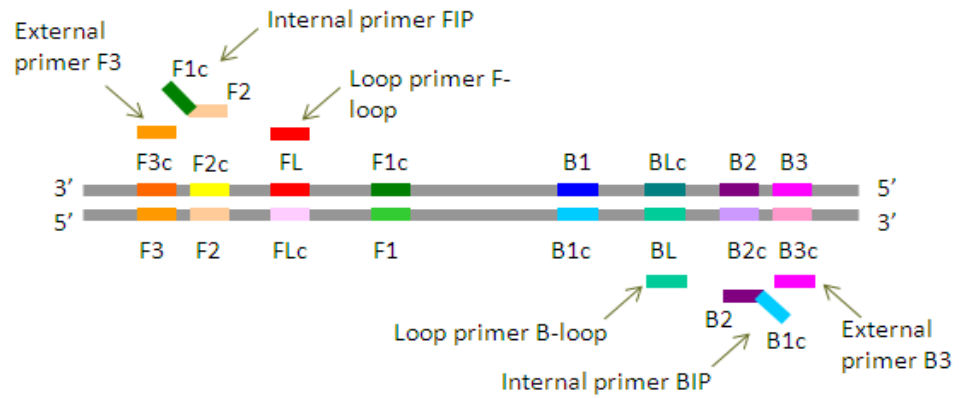 Internal primer FIP
External
primer F3
F1c
F2
Loop primer F-
loop
F3c F2c FL F1c B1 BLc B2 B3
3’ 5’
5’ 3’
F3 F2 FLc F1 B1c BL B2c B3c
Loop primer B-loop
B2
B1c
External
primer B3
Internal primer BIP